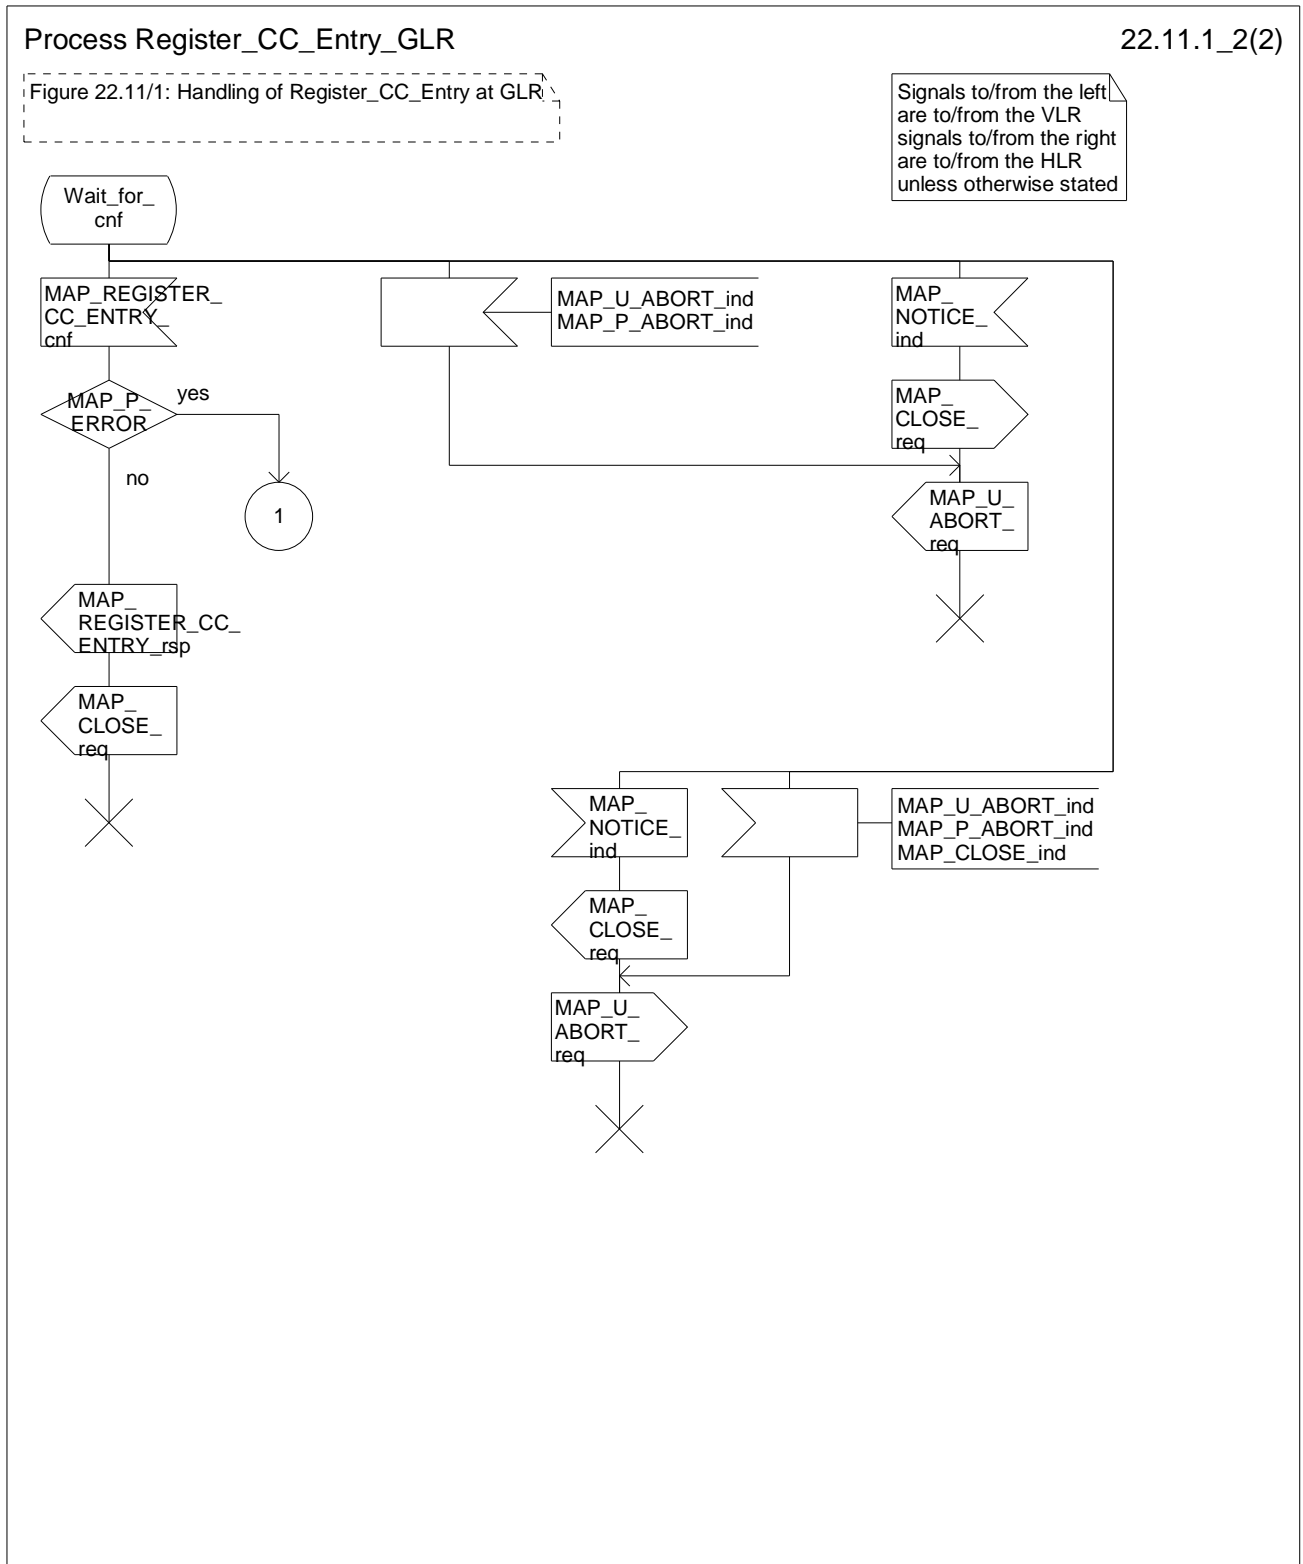 Process Register_CC_Entry_GLR
22.11.1_2(2)
Figure 22.11/1: Handling of Register_CC_Entry at GLR
Signals to/from the left
are to/from the VLR
signals to/from the right
are to/from the HLR
unless otherwise stated
Wait_for_
cnf
MAP_REGISTER_
CC_ENTRY_
cnf
MAP_U_ABORT_ind
MAP_P_ABORT_ind
MAP_
NOTICE_
ind
MAP_P_
ERROR
yes
no
1
MAP_
CLOSE_
req
MAP_U_
ABORT_
req
MAP_
REGISTER_CC_
ENTRY_rsp
MAP_
CLOSE_
req
MAP_
NOTICE_
ind
MAP_U_ABORT_ind
MAP_P_ABORT_ind
MAP_CLOSE_ind
MAP_
CLOSE_
req
MAP_U_
ABORT_
req